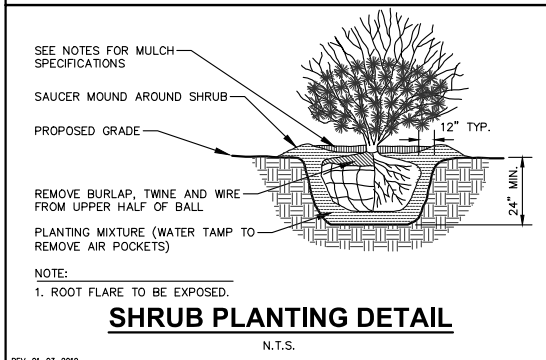 SEE NOTES FOR MULCH
SPECIFICATIONS
SAUCER MOUND AROUND SHRUB
12" TYP.
PROPOSED GRADE
24" MIN.
REMOVE BURLAP, TWINE AND WIRE
FROM UPPER HALF OF BALL
PLANTING MIXTURE (WATER TAMP TO
REMOVE AIR POCKETS)
NOTE:
1. ROOT FLARE TO BE EXPOSED.
SHRUB PLANTING DETAIL
N.T.S.